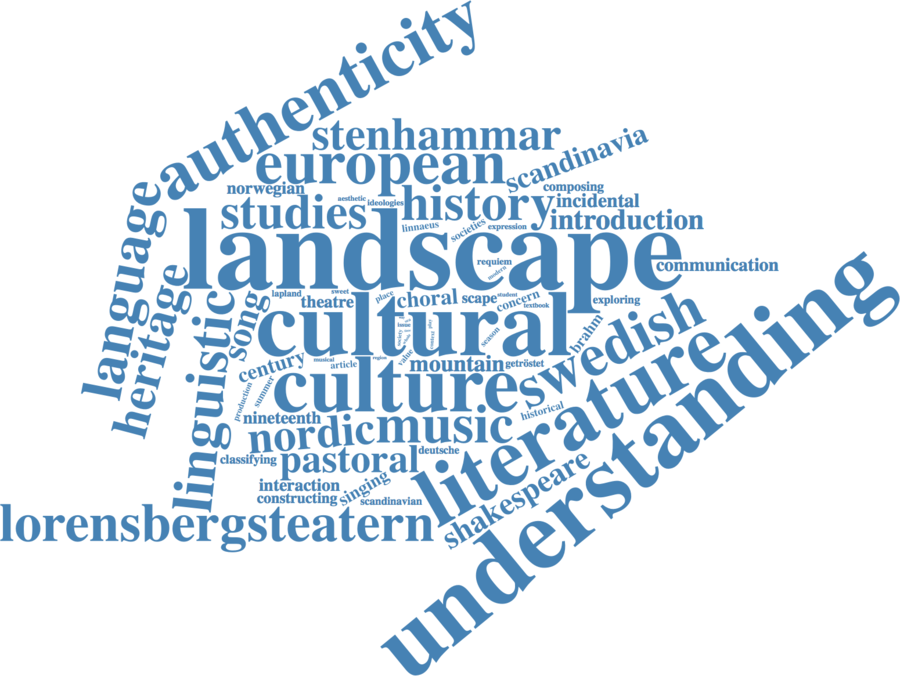 authenticity
stenhammar
european
scandinavia
norwegian
composing
aesthetic
ideologies
language
studies
history
incidental
linnaeus
societies
expression
introduction
landscape
requiem
modern
communication
heritage
linguistic
song
lapland
sweet
theatre
place
choral
scape
student
concern
textbook
exploring
cultural
season
brahm
swedish
century
musical
article
region
value
mountain
getröstet
summer
production
cultures
historical
nineteenth
nordic
music
literature
classifying
pastoral
deutsche
interaction
constructing
singing
scandinavian
shakespeare
lorensbergsteatern
understanding